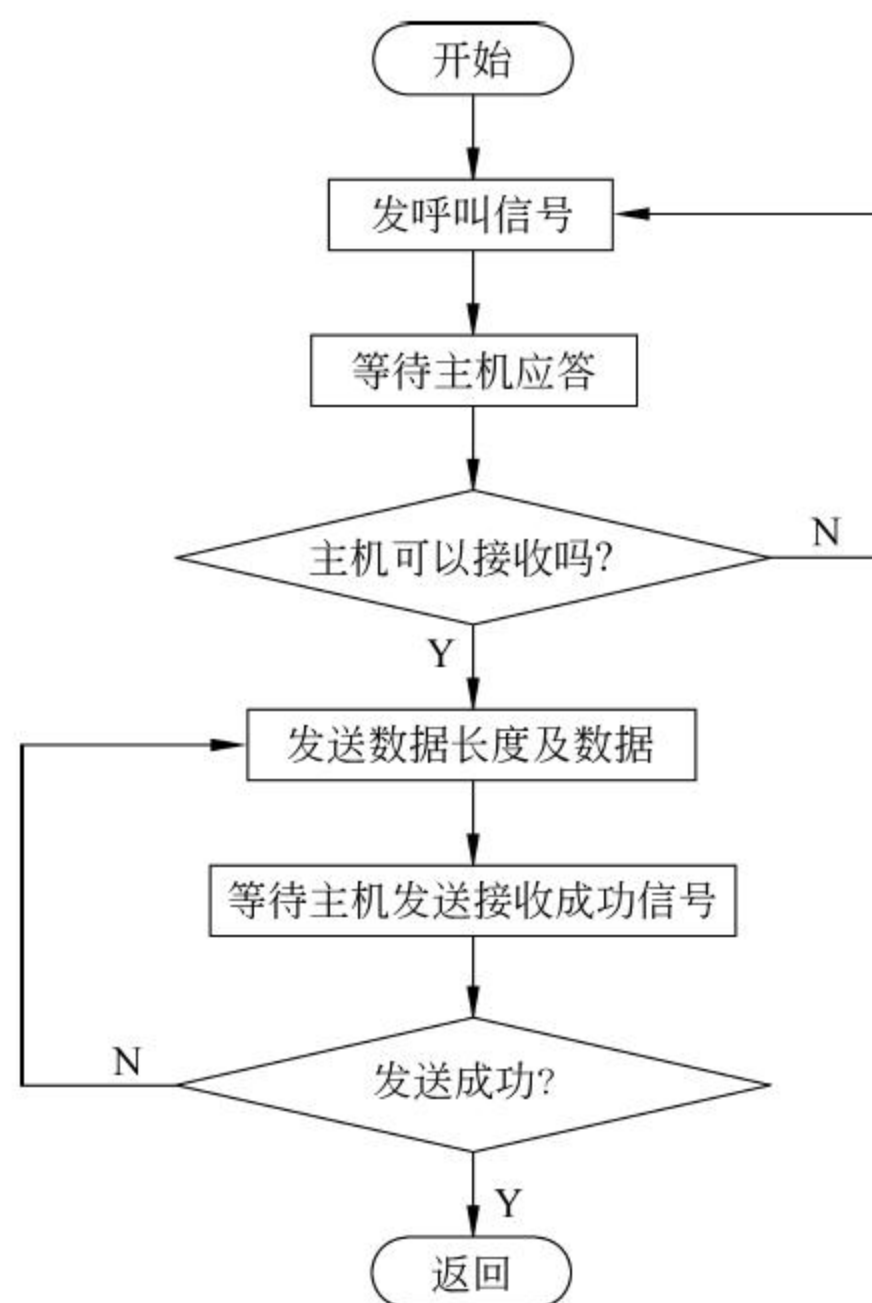 开始
发呼叫信号
等待主机应答
主机可以接收吗?
N
Y
发送数据长度及数据
等待主机发送接收成功信号
发送成功?
N
Y
返回